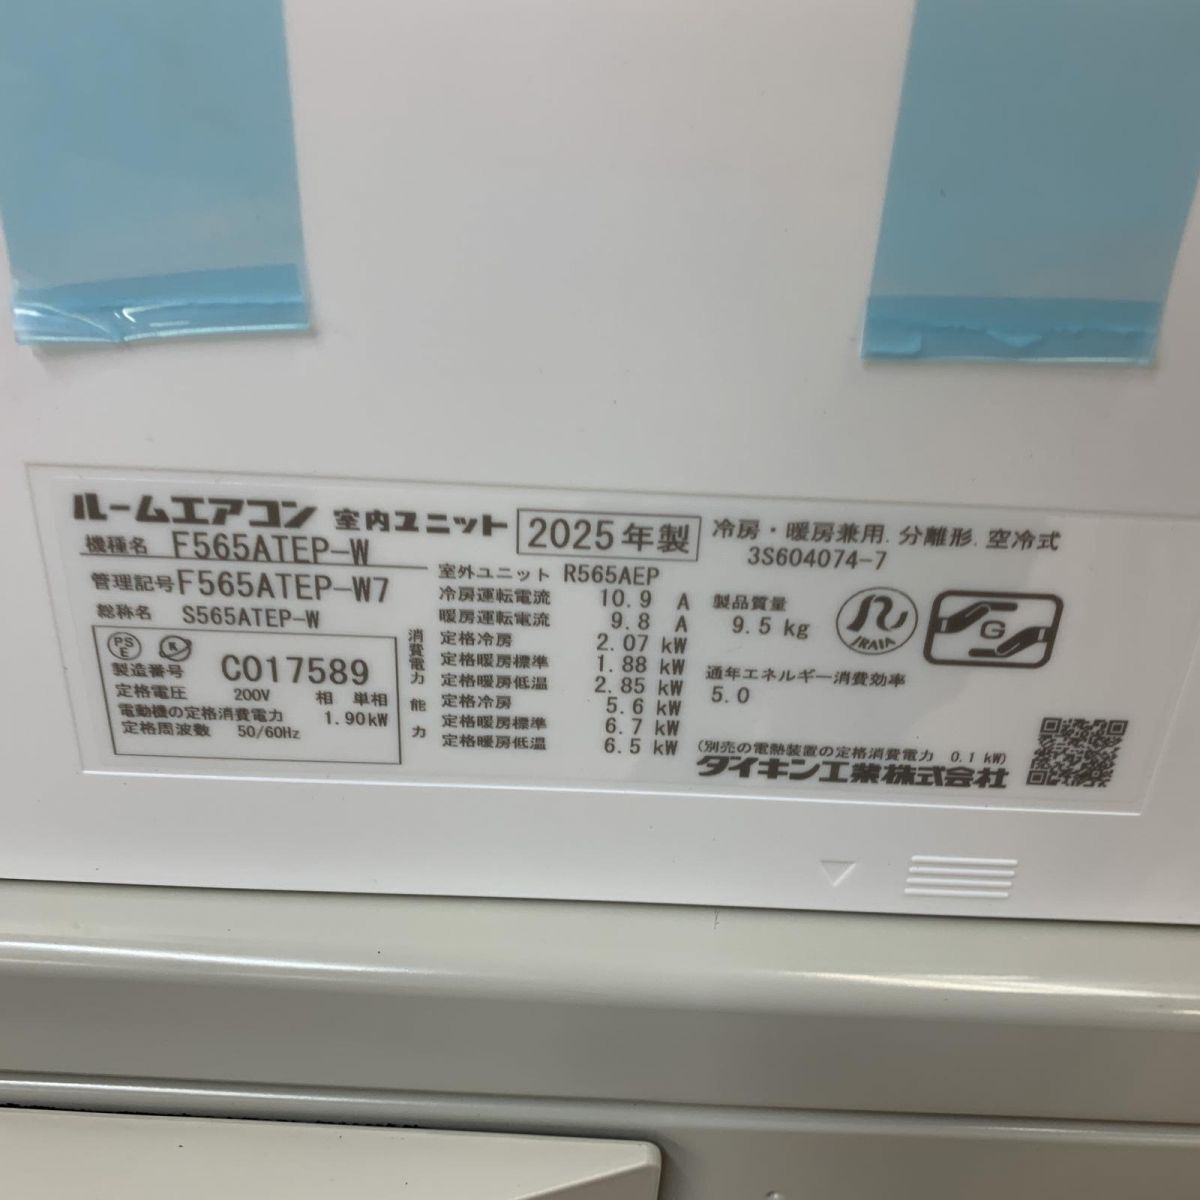 ルームエアコン 室内ユニット 2025年製 冷房・暖房兼用. 分離形. 空冷式
3S604074-7
機種名 F565ATEP-W
管理記号 F565ATEP-W7
総称名 S565ATEP-W
PSE
製造番号 C017589
定格電圧 200V 相 単相
電動機の定格消費電力 1.90kW
定格周波数 50/60Hz
室外ユニット R565AEP
冷房運転電流 10.9 A
暖房運転電流 9.8 A
消費電力
定格冷房 2.07 kW
定格暖房標準 1.88 kW
定格暖房低温 2.85 kW
能力
定格冷房 5.6 kW
定格暖房標準 6.7 kW
定格暖房低温 6.5 kW
製品質量
9.5 kg
JRAIA
G
通年エネルギー消費効率
5.0
(別売の電熱装置の定格消費電力 0.1 kW)
ダイキン工業株式会社